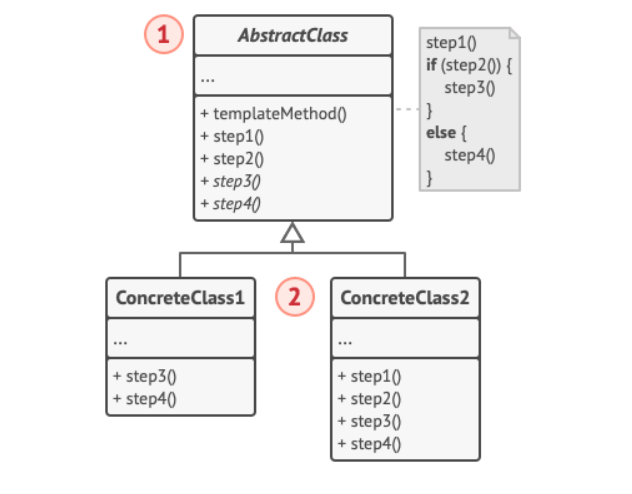 1
AbstractClass
...
+ templateMethod()
+ step1()
+ step2()
+ step3()
+ step4()
step1()
if (step2()) {
step3()
}
else {
step4()
}
ConcreteClass1
...
+ step3()
+ step4()
2
ConcreteClass2
...
+ step1()
+ step2()
+ step3()
+ step4()